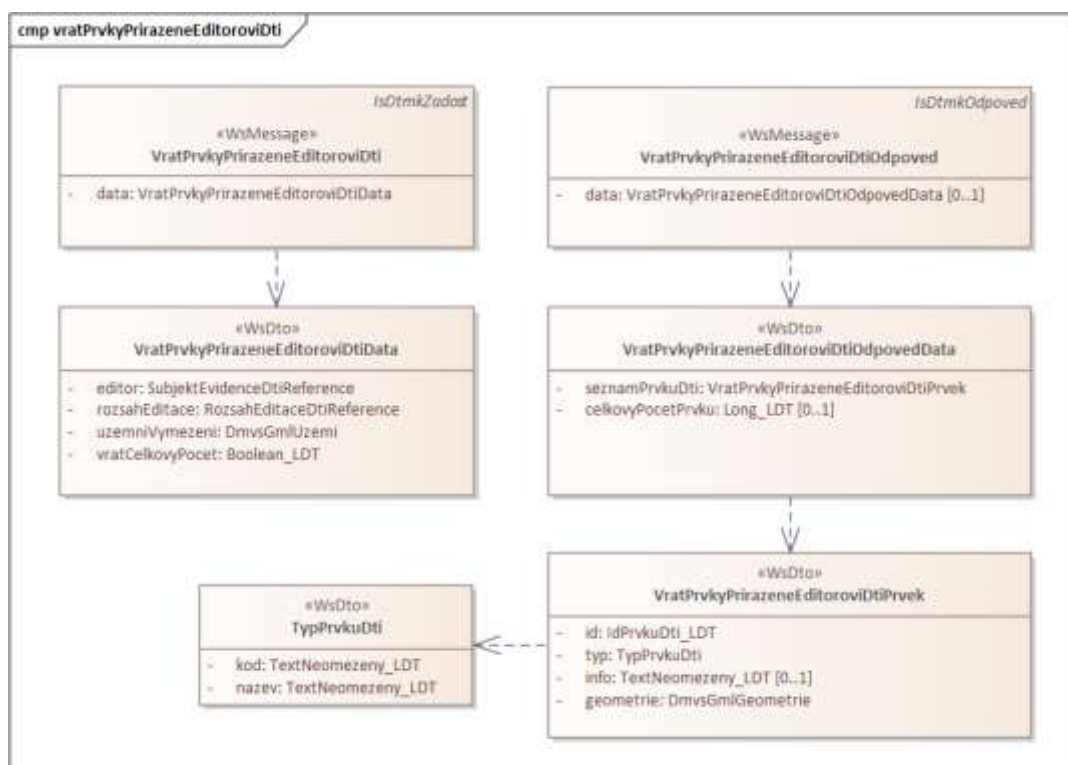 cmp vratPrvkyPrirazeneEditoroviDti
IsDtmkZadost
«WsMessage»
VratPrvkyPrirazeneEditoroviDti
- data: VratPrvkyPrirazeneEditoroviDtiData
IsDtmkOdpoved
«WsMessage»
VratPrvkyPrirazeneEditoroviDtiOdpoved
- data: VratPrvkyPrirazeneEditoroviDtiOdpovedData [0..1]
«WsDto»
VratPrvkyPrirazeneEditoroviDtiData
- editor: SubjektEvidenceDtiReference
- rozsahEditace: RozsahEditaceDtiReference
- uzemniVymezeni: DmvsGmlUzemi
- vratCelkovyPocet: Boolean_LDT
«WsDto»
VratPrvkyPrirazeneEditoroviDtiOdpovedData
- seznamPrvkuDti: VratPrvkyPrirazeneEditoroviDtiPrvek
- celkovyPocetPrvku: Long_LDT [0..1]
«WsDto»
TypPrvkuDti
- kod: TextNeomezeny_LDT
- nazev: TextNeomezeny_LDT
«WsDto»
VratPrvkyPrirazeneEditoroviDtiPrvek
- id: IdPrvkuDti_LDT
- typ: TypPrvkuDti
- info: TextNeomezeny_LDT [0..1]
- geometrie: DmvsGmlGeometrie